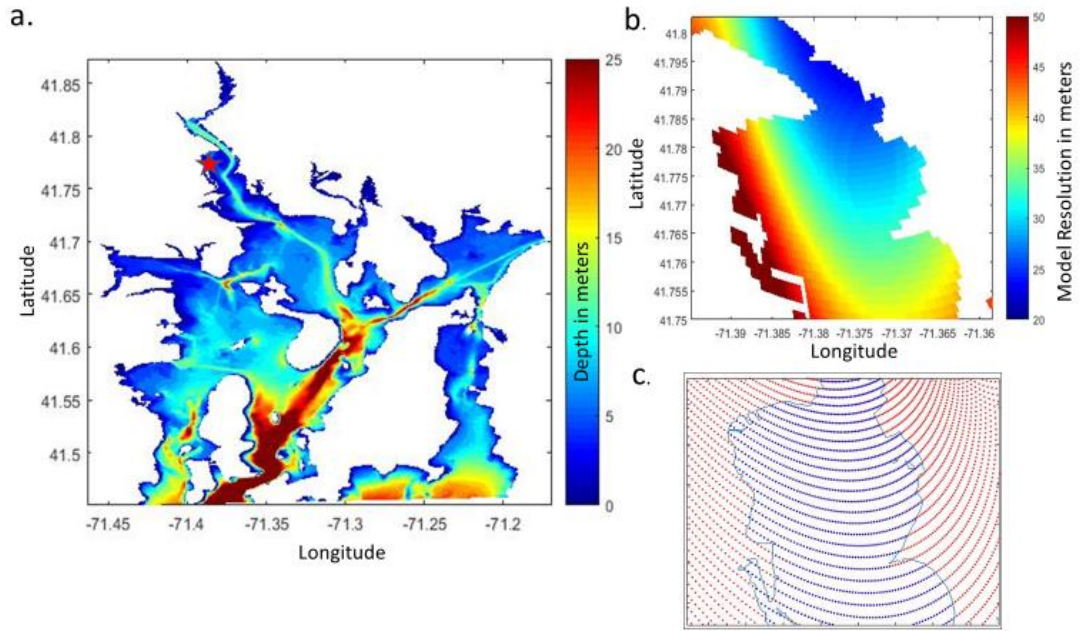 a.
41.85
41.8
41.75
41.7
41.65
41.6
41.55
41.5
Latitude
-71.45 -71.4 -71.35 -71.3 -71.25 -71.2
Longitude
25
20
15
10
5
0
Depth in meters
b.
41.8
41.795
41.79
41.785
41.78
41.775
41.77
41.765
41.76
41.755
41.75
Latitude
-71.39 -71.385 -71.38 -71.375 -71.37 -71.365 -71.36
Longitude
50
45
40
35
30
25
20
Model Resolution in meters
c.